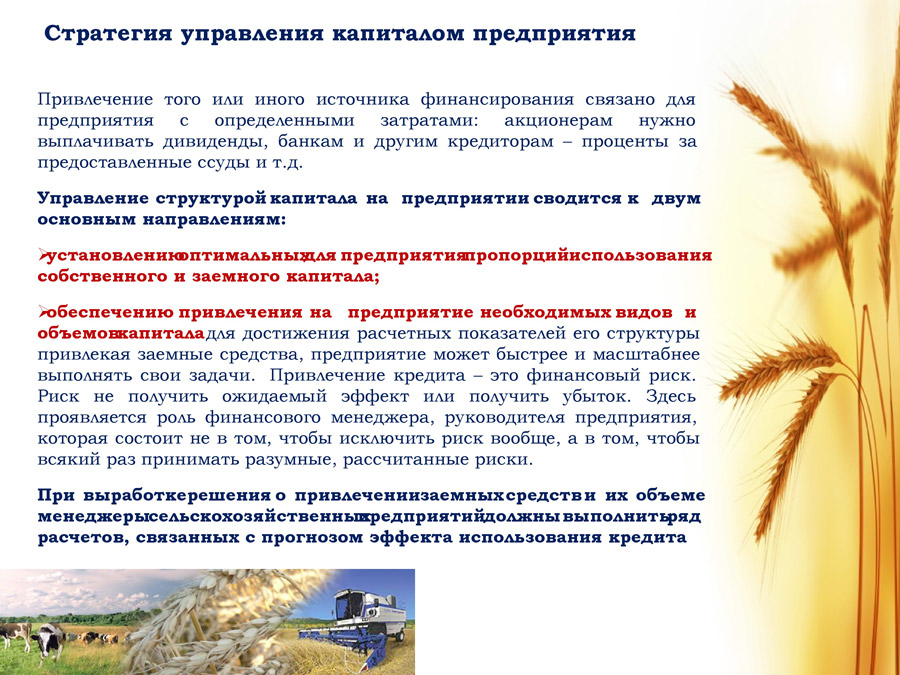 Стратегия управления капиталом предприятия
Привлечение того или иного источника финансирования связано для
предприятия с определенными затратами: акционерам нужно
выплачивать дивиденды, банкам и другим кредиторам – проценты за
предоставленные ссуды и т.д.
Управление структурой капитала на предприятии сводится к двум
основным направлениям:
➢установлению оптимальных для предприятия пропорций использования
собственного и заемного капитала;
➢обеспечению привлечения на предприятие необходимых видов и
объемов капитала для достижения расчетных показателей его структуры
привлекая заемные средства, предприятие может быстрее и масштабнее
выполнять свои задачи. Привлечение кредита – это финансовый риск.
Риск не получить ожидаемый эффект или получить убыток. Здесь
проявляется роль финансового менеджера, руководителя предприятия,
которая состоит не в том, чтобы исключить риск вообще, а в том, чтобы
всякий раз принимать разумные, рассчитанные риски.
При выработке решения о привлечении заемных средств и их объеме
менеджеры сельскохозяйственных предприятий должны выполнить ряд
расчетов, связанных с прогнозом эффекта использования кредита